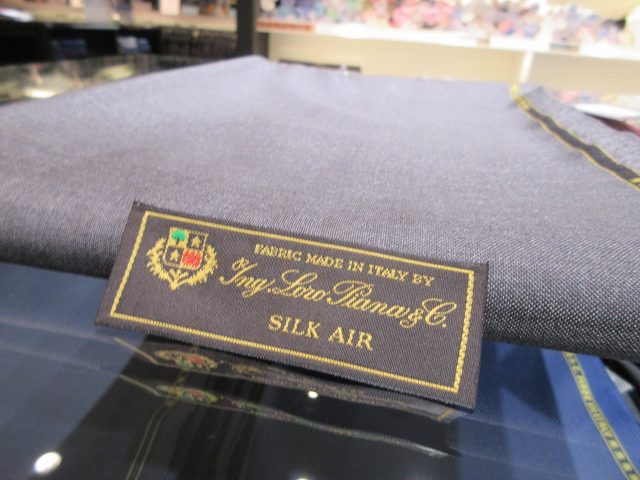 FABRIC MADE IN ITALY BY
Ing. Loro Piana & C.
SILK AIR